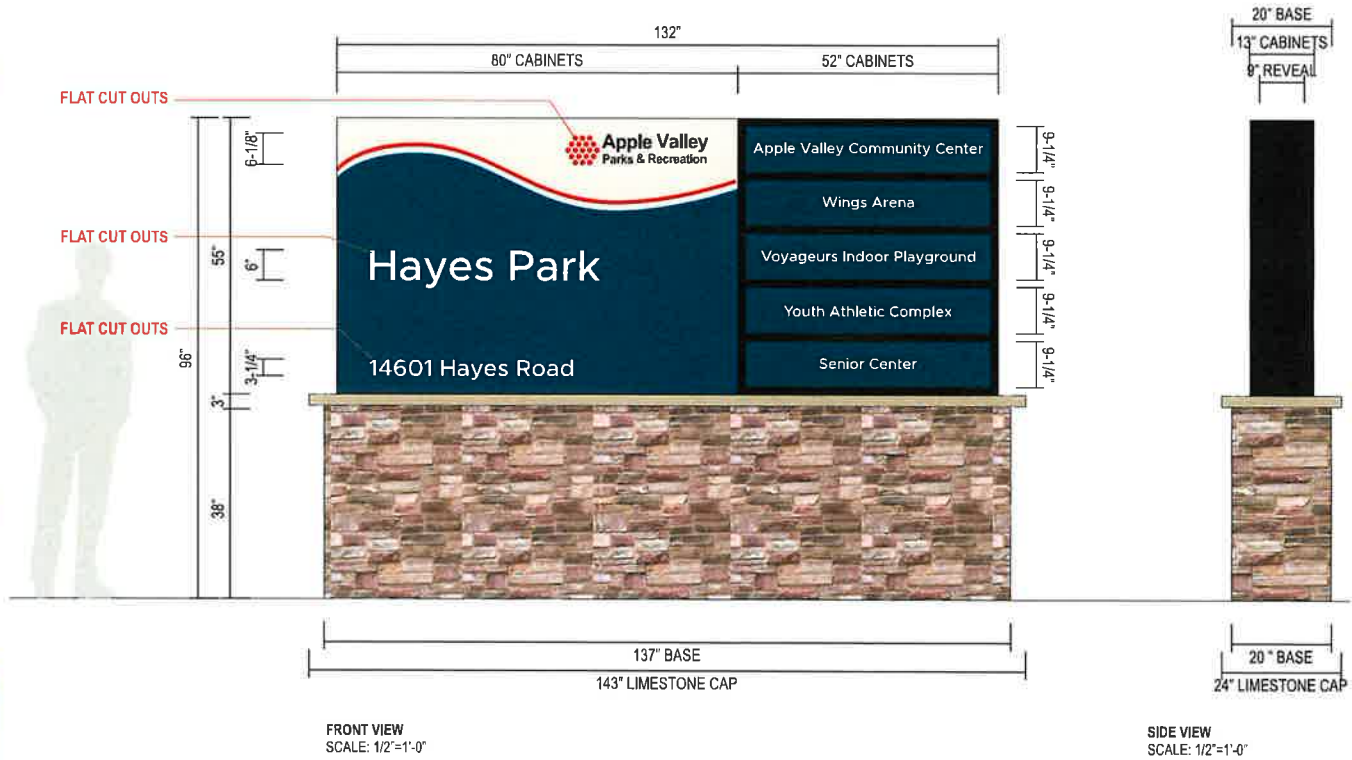 132"
80" CABINETS
52" CABINETS
20" BASE
13" CABINETS
9" REVEAL
FLAT CUT OUTS
FLAT CUT OUTS
FLAT CUT OUTS
96"
55"
3"
38"
6-1/8"
6"
3-1/4"
Apple Valley
Parks & Recreation
Hayes Park
14601 Hayes Road
Apple Valley Community Center
Wings Arena
Voyageurs Indoor Playground
Youth Athletic Complex
Senior Center
9-1/4"
9-1/4"
9-1/4"
9-1/4"
9-1/4"
137" BASE
143" LIMESTONE CAP
20 " BASE
24" LIMESTONE CAP
FRONT VIEW
SCALE: 1/2"=1'-0"
SIDE VIEW
SCALE: 1/2"=1'-0"